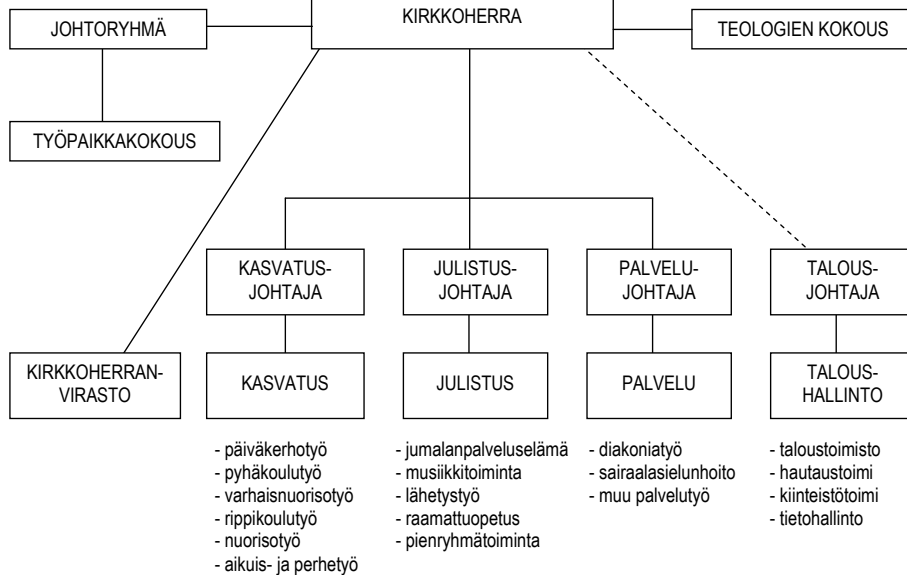 KIRKKOHERRA
JOHTORYHMÄ
TEOLOGIEN KOKOUS
TYÖPAIKKAKOKOUS
KASVATUS-
JOHTAJA
JULISTUS-
JOHTAJA
PALVELU-
JOHTAJA
TALOUS-
JOHTAJA
KIRKKOHERRAN-
VIRASTO
KASVATUS
JULISTUS
PALVELU
TALOUS-
HALLINTO
- päiväkerhotyö
- pyhäkoulutyö
- varhaisnuorisotyö
- rippikoulutyö
- nuorisotyö
- aikuis- ja perhetyö
- jumalanpalveluselämä
- musiikkitoiminta
- lähetystyö
- raamattuopetus
- pienryhmätoiminta
- diakoniatyö
- sairaalasielunhoito
- muu palvelutyö
- taloustoimisto
- hautaustoimi
- kiinteistötoimi
- tietohallinto